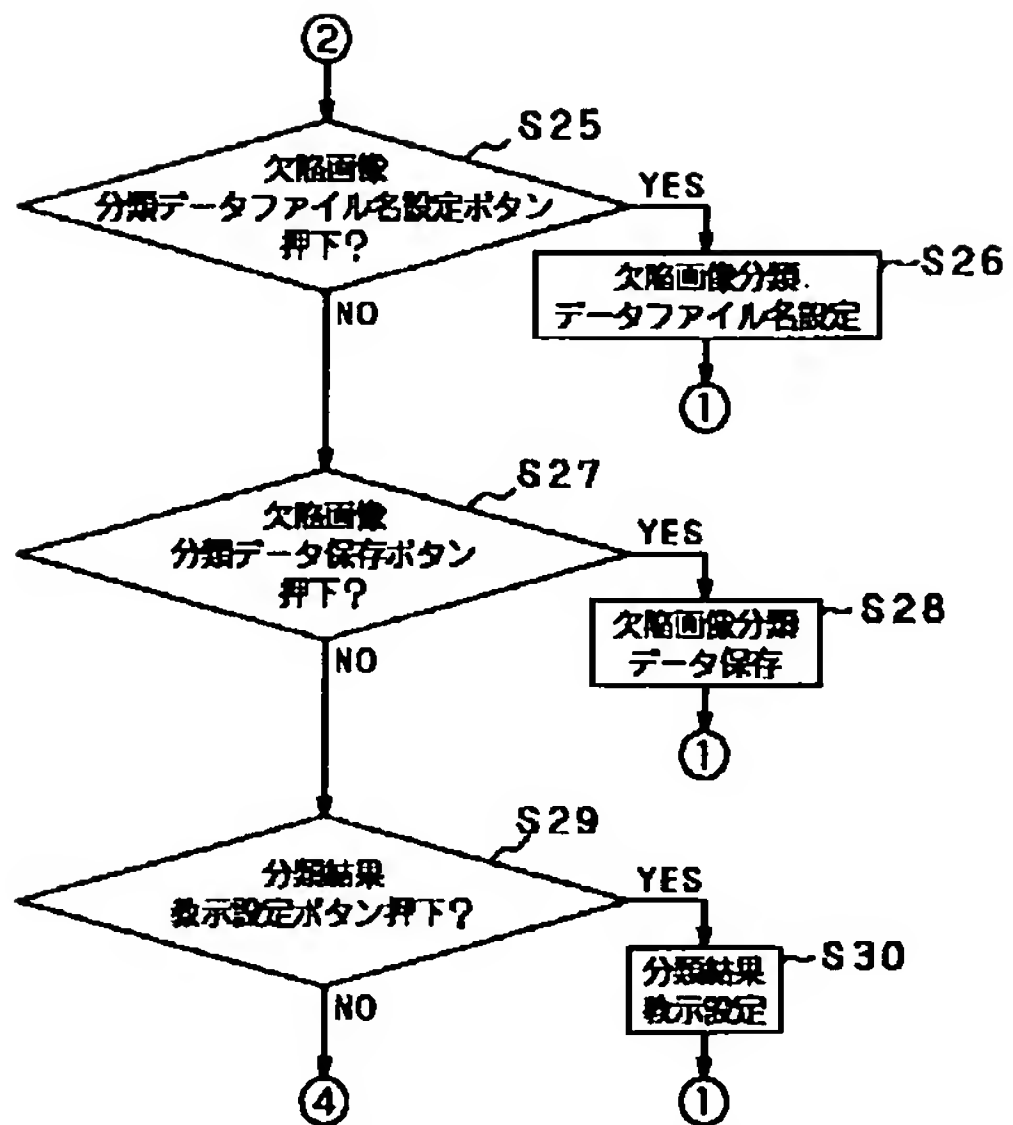 ②
S25
欠陥画像
分類データファイル名設定ボタン
押下?
YES
NO
S26
欠陥画像分類
データファイル名設定
①
S27
欠陥画像
分類データ保存ボタン
押下?
YES
NO
S28
欠陥画像分類
データ保存
①
S29
分類結果
教示設定ボタン押下?
YES
NO
S30
分類結果
教示設定
①
④